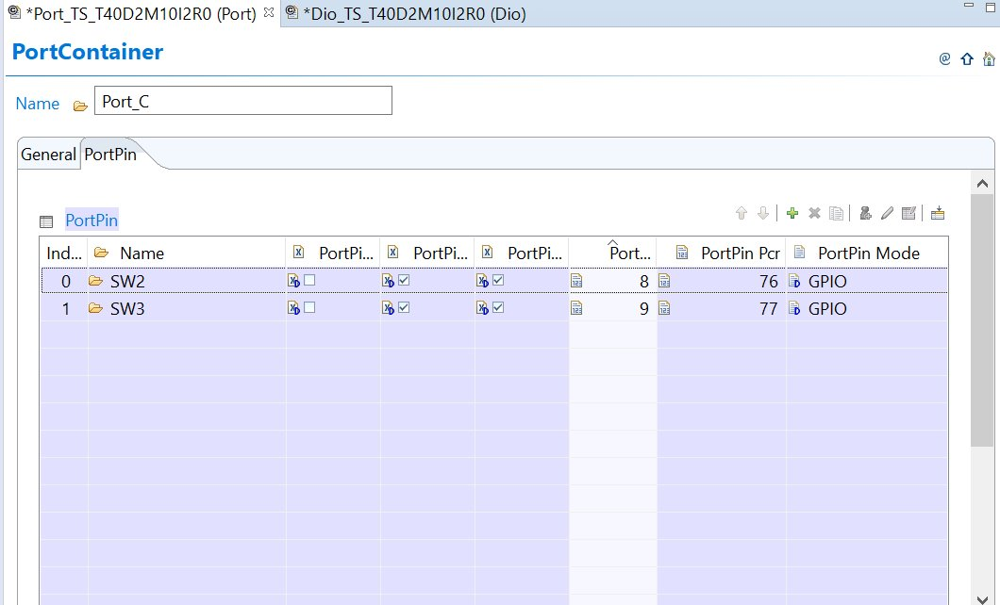 *Port_TS_T40D2M10I2R0 (Port) *Dio_TS_T40D2M10I2R0 (Dio)
PortContainer
@
Name Port_C
General PortPin
PortPin
Ind... Name PortPi... PortPi... PortPi... Port... PortPin Pcr PortPin Mode
0 SW2 8 76 GPIO
1 SW3 9 77 GPIO